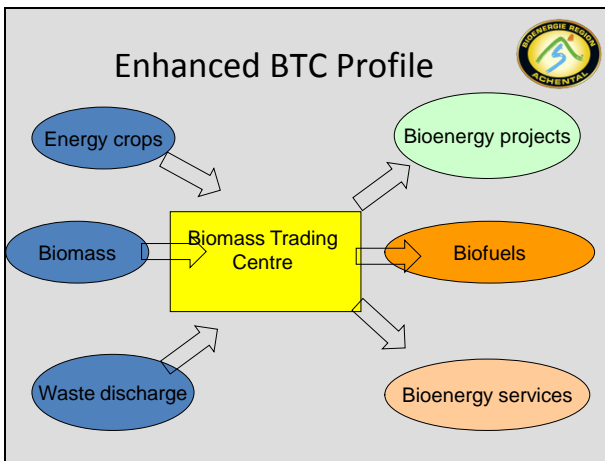 Enhanced BTC Profile
BIOENERGIE REGION
ACHENTAL
Energy crops
Bioenergy projects
Biomass
Biomass Trading
Centre
Biofuels
Waste discharge
Bioenergy services